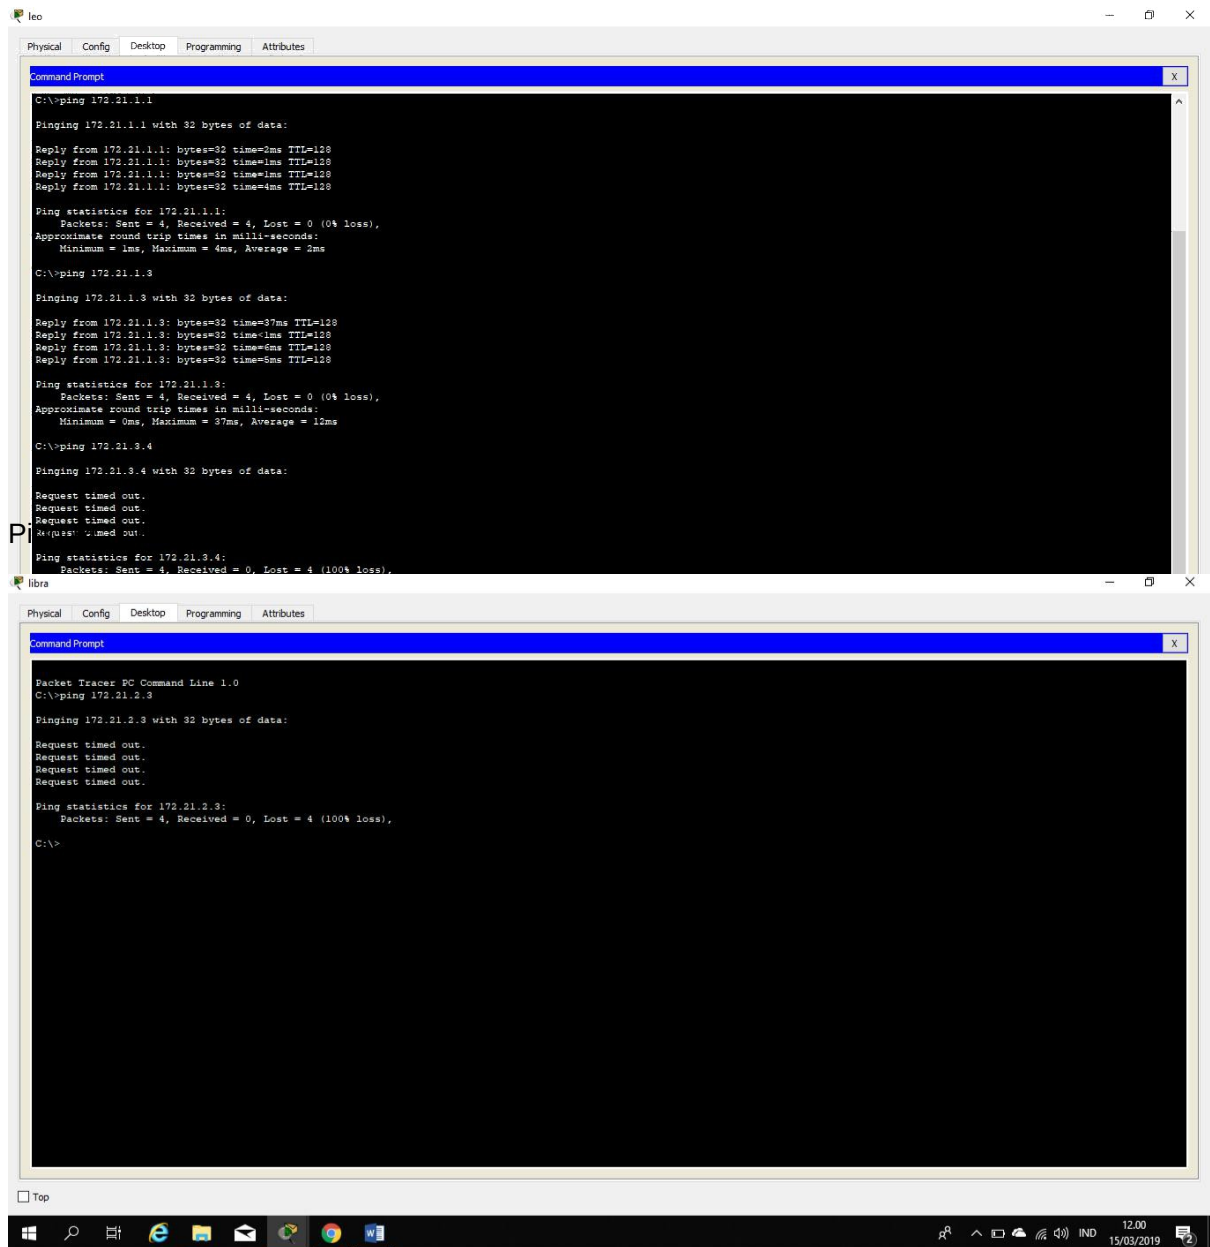 leo
Physical Config Desktop Programming Attributes
Command Prompt X
C:\>ping 172.21.1.1
Pinging 172.21.1.1 with 32 bytes of data:
Reply from 172.21.1.1: bytes=32 time=2ms TTL=128
Reply from 172.21.1.1: bytes=32 time=1ms TTL=128
Reply from 172.21.1.1: bytes=32 time=1ms TTL=128
Reply from 172.21.1.1: bytes=32 time=4ms TTL=128
Ping statistics for 172.21.1.1:
Packets: Sent = 4, Received = 4, Lost = 0 (0% loss),
Approximate round trip times in milli-seconds:
Minimum = 1ms, Maximum = 4ms, Average = 2ms
C:\>ping 172.21.1.3
Pinging 172.21.1.3 with 32 bytes of data:
Reply from 172.21.1.3: bytes=32 time=37ms TTL=128
Reply from 172.21.1.3: bytes=32 time<1ms TTL=128
Reply from 172.21.1.3: bytes=32 time=6ms TTL=128
Reply from 172.21.1.3: bytes=32 time=5ms TTL=128
Ping statistics for 172.21.1.3:
Packets: Sent = 4, Received = 4, Lost = 0 (0% loss),
Approximate round trip times in milli-seconds:
Minimum = 0ms, Maximum = 37ms, Average = 12ms
C:\>ping 172.21.3.4
Pinging 172.21.3.4 with 32 bytes of data:
Request timed out.
Request timed out.
Request timed out.
Pi Request timed out.
Ping statistics for 172.21.3.4:
Packets: Sent = 4, Received = 0, Lost = 4 (100% loss),
libra
Physical Config Desktop Programming Attributes
Command Prompt X
Packet Tracer PC Command Line 1.0
C:\>ping 172.21.2.3
Pinging 172.21.2.3 with 32 bytes of data:
Request timed out.
Request timed out.
Request timed out.
Request timed out.
Ping statistics for 172.21.2.3:
Packets: Sent = 4, Received = 0, Lost = 4 (100% loss),
C:\>
Top
IND 12.00
15/03/2019